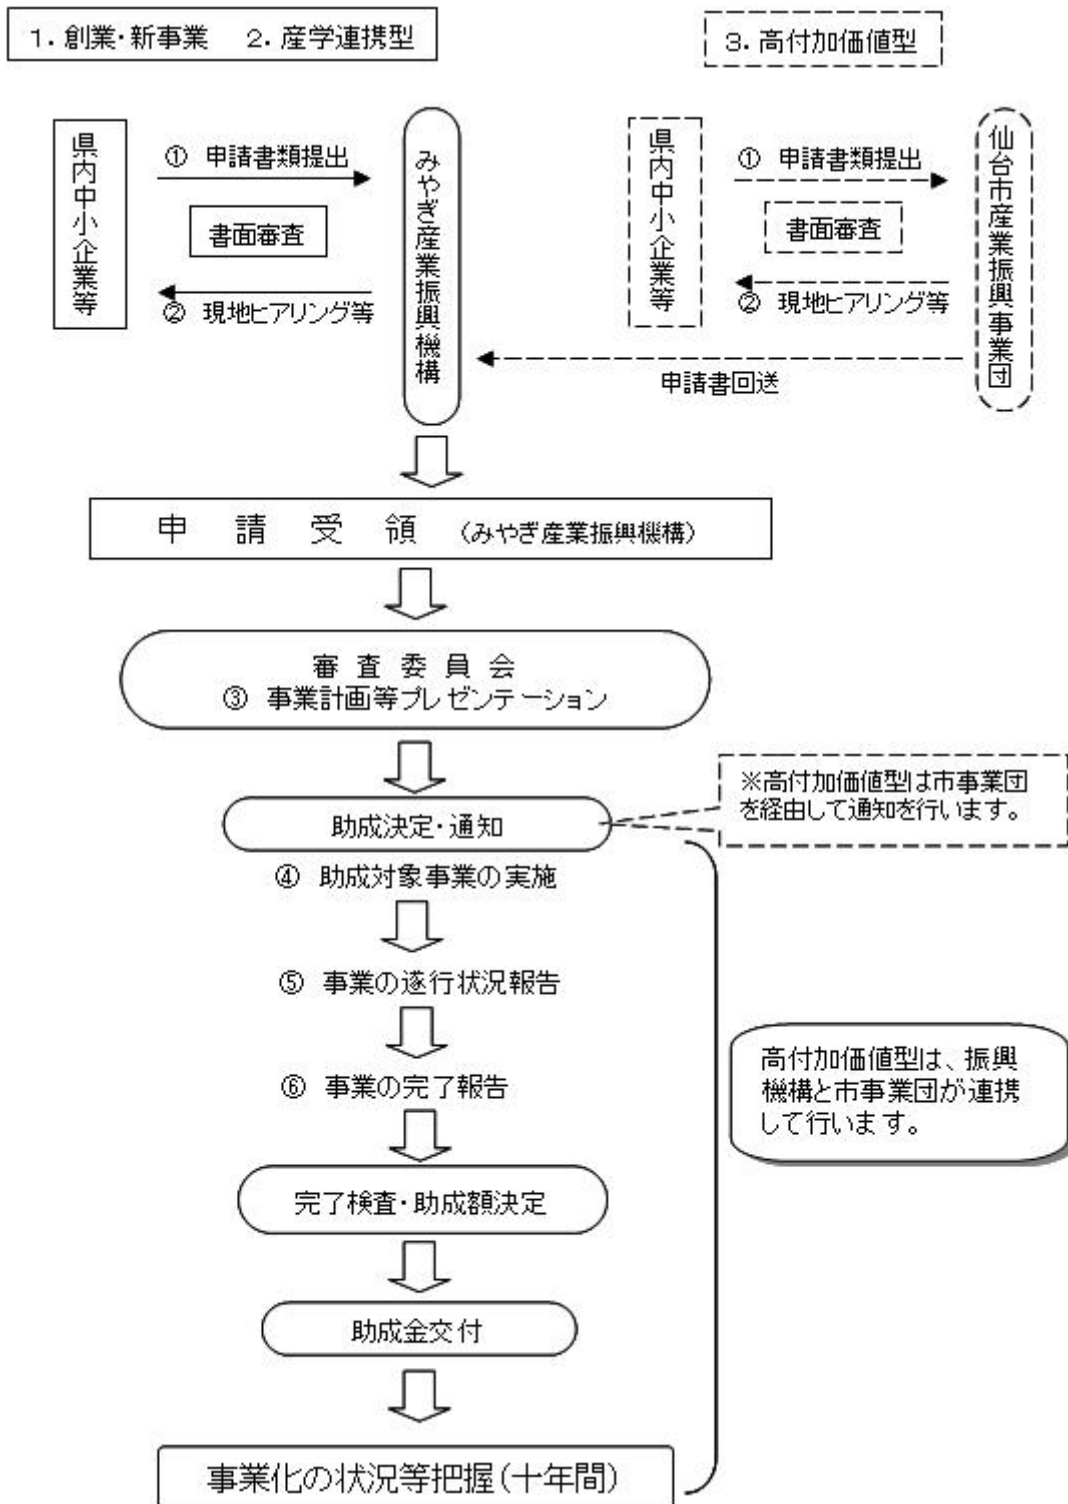 1. 創業・新事業　2. 産学連携型
3. 高付加価値型
県内中小企業等
① 申請書類提出
書面審査
② 現地ヒアリング等
みやぎ産業振興機構
県内中小企業等
① 申請書類提出
書面審査
② 現地ヒアリング等
仙台市産業振興事業団
申請書回送
申請受領 (みやぎ産業振興機構)
審査委員会
③ 事業計画等プレゼンテーション
助成決定・通知
※高付加価値型は市事業団
を経由して通知を行います。
④ 助成対象事業の実施
⑤ 事業の遂行状況報告
⑥ 事業の完了報告
高付加価値型は、振興
機構と市事業団が連携
して行います。
完了検査・助成額決定
助成金交付
事業化の状況等把握(十年間)